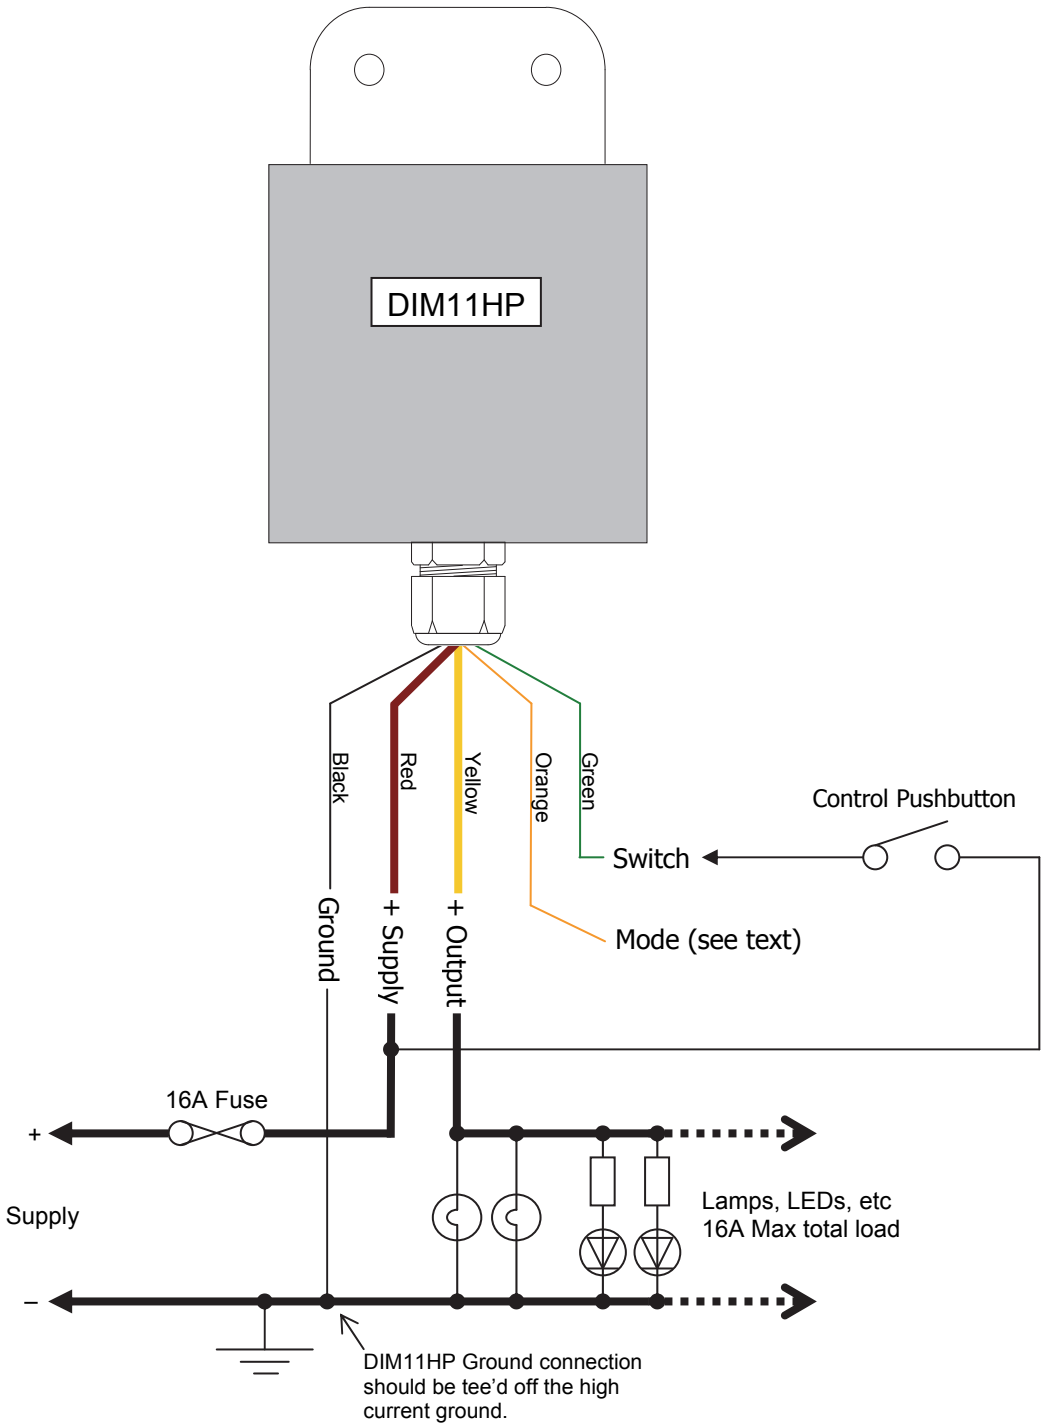 DIM11HP
Black
Red
Yellow
Orange
Green
Control Pushbutton
Switch
Mode (see text)
Ground
+ Supply
+ Output
16A Fuse
+
Supply
Lamps, LEDs, etc
16A Max total load
–
DIM11HP Ground connection
should be tee'd off the high
current ground.